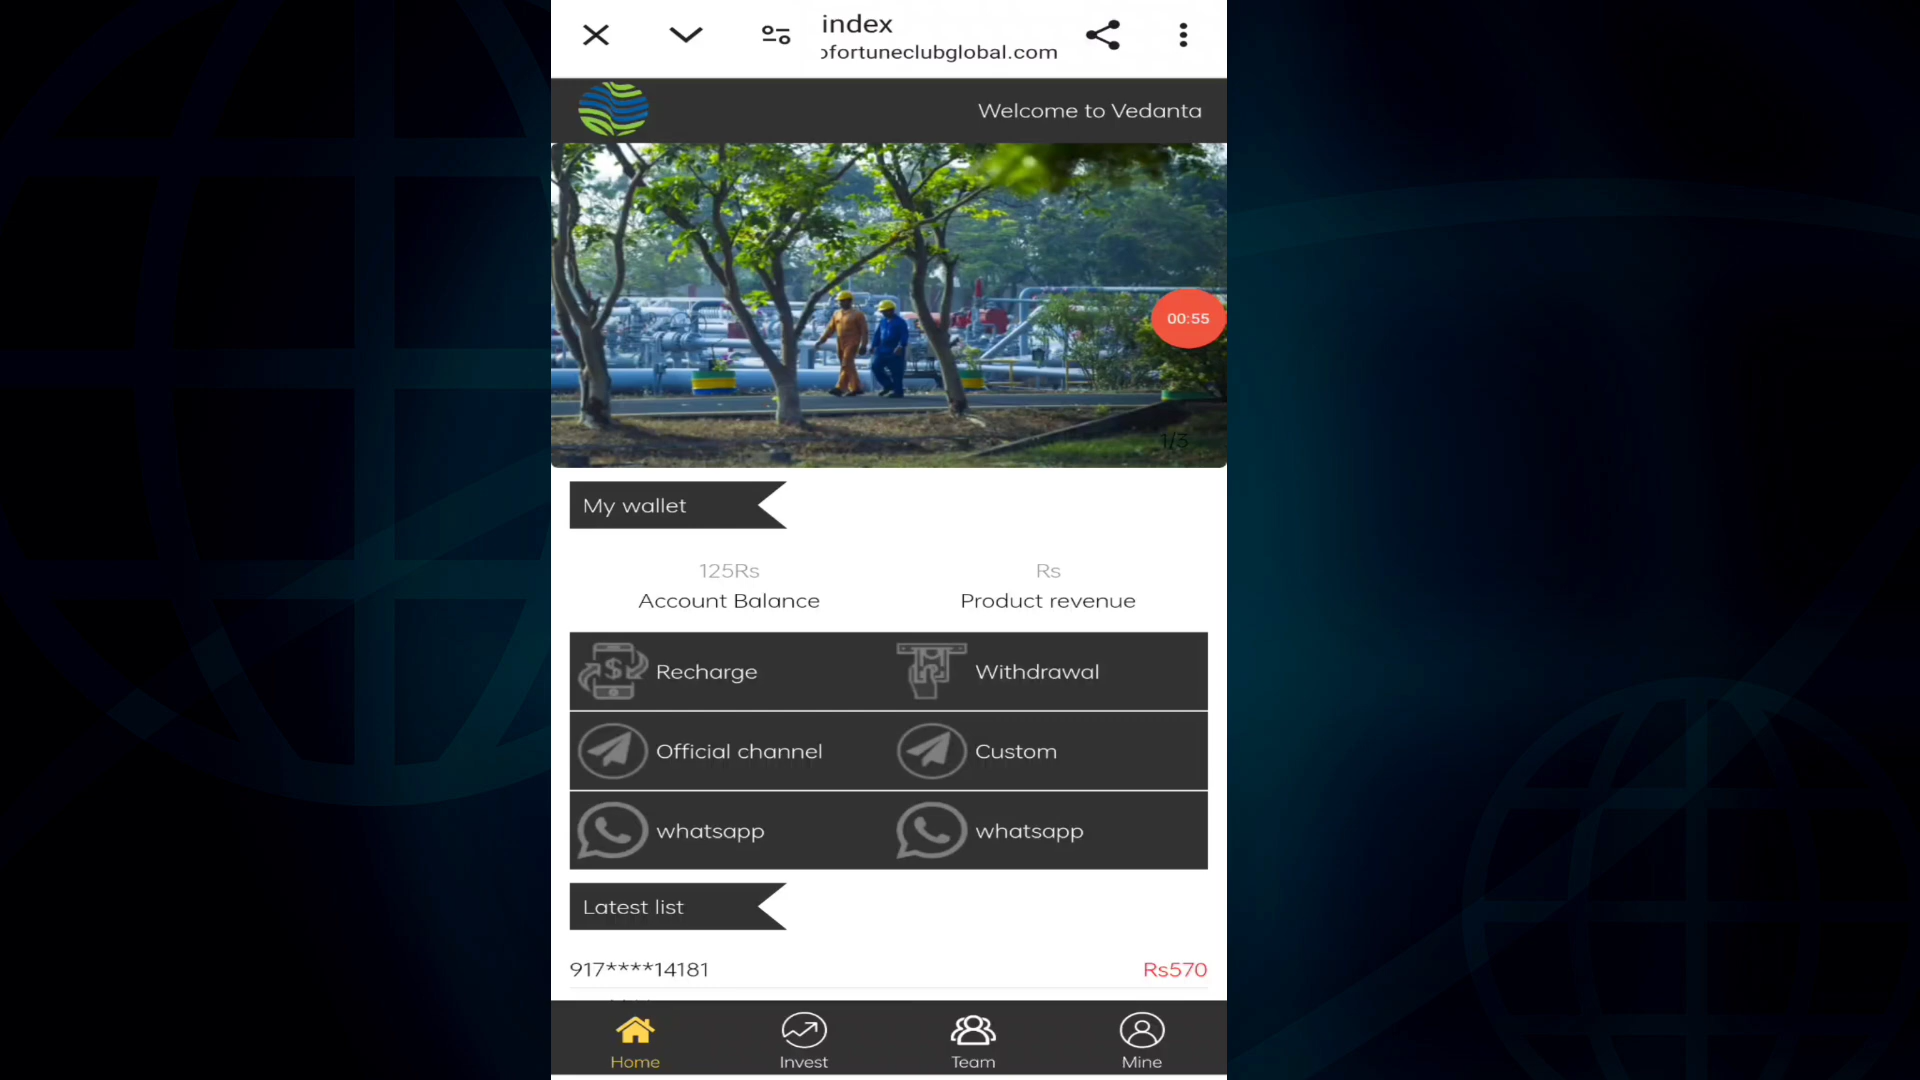 index
ofortuneclubglobal.com
Welcome to Vedanta
00:55
1/3
My wallet
125Rs
Rs
Account Balance
Product revenue
Recharge
Withdrawal
Official channel
Custom
whatsapp
whatsapp
Latest list
917****14181
Rs570
Home
Invest
Team
Mine